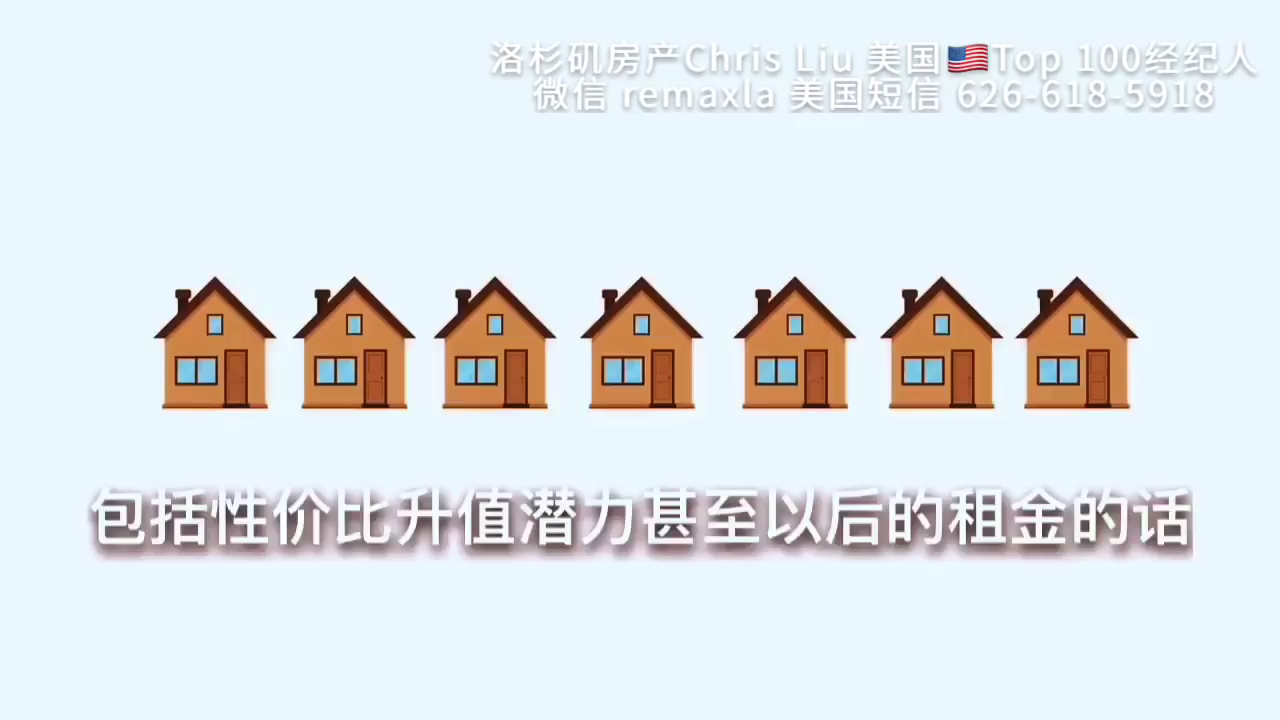 洛杉矶房产Chris Liu 美国🇺🇸Top 100经纪人
微信 remaxla 美国短信 626-618-5918
包括性价比升值潜力甚至以后的租金的话